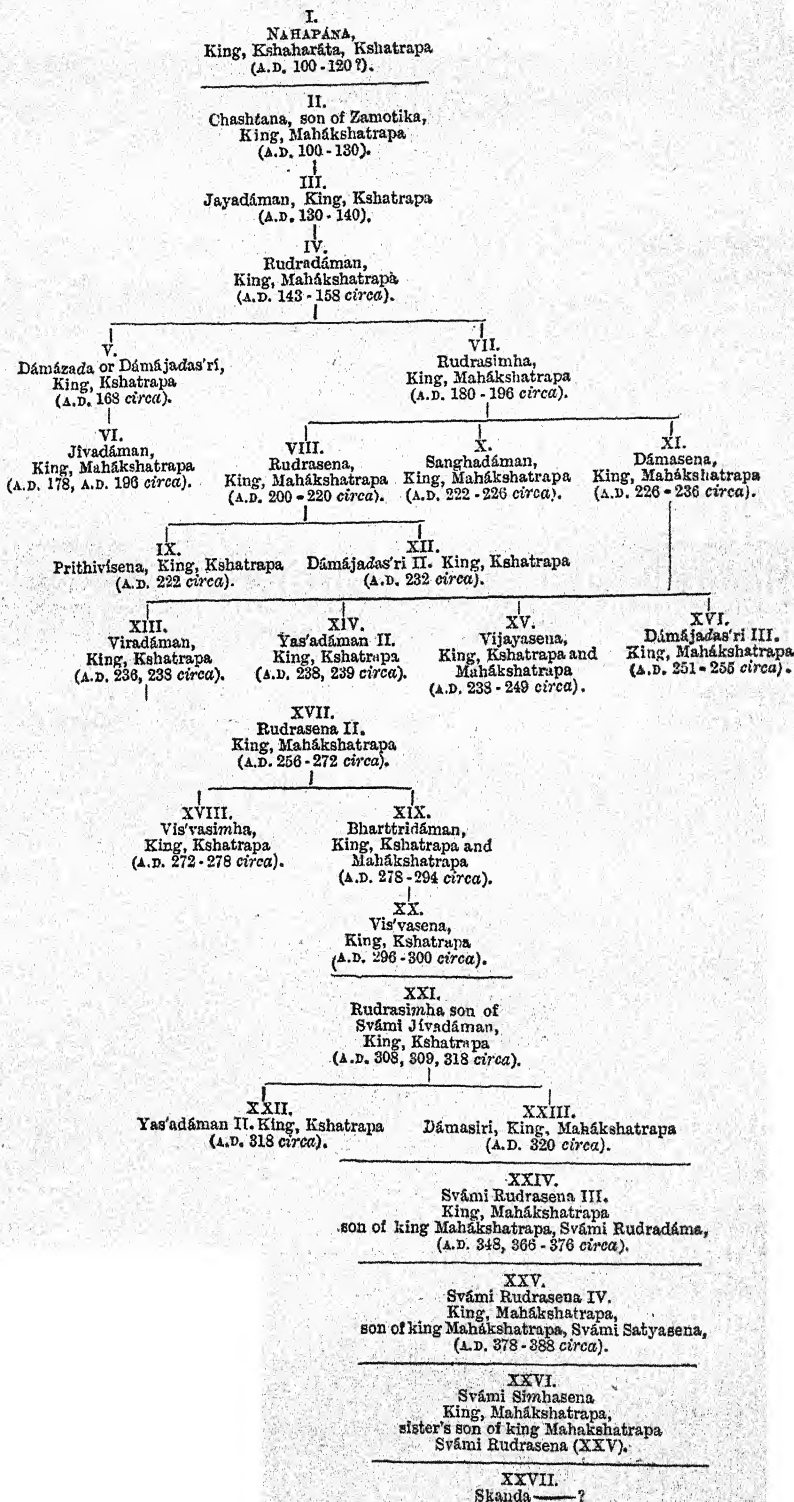 I.
NAHAPÁNA,
King, Kshaharáta, Kshatrapa
(A.D. 100-120?).
II.
Chashtana, son of Zamotika,
King, Mahákshatrapa
(A.D. 100-130).
III.
Jayadáman, King, Kshatrapa
(A.D. 130-140).
IV.
Rudradáman,
King, Mahákshatrapa
(A.D. 143-158 circa).
V.
Dámázada or Dámájadas'rí,
King, Kshatrapa
(A.D. 168 circa).
VII.
Rudrasimha,
King, Mahákshatrapa
(A.D. 180-196 circa).
VI.
Jívadáman,
King, Mahákshatrapa
(A.D. 178, A.D. 196 circa).
VIII.
Rudrasena,
King, Mahákshatrapa
(A.D. 200-220 circa).
X.
Sanghadáman,
King, Mahákshatrapa
(A.D. 222-226 circa).
XI.
Dámasena,
King, Mahákshatrapa
(A.D. 226-236 circa).
IX.
Prithivísena, King, Kshatrapa
(A.D. 222 circa).
XII.
Dámájadas'ri II. King, Kshatrapa
(A.D. 232 circa).
XIII.
Viradáman,
King, Kshatrapa
(A.D. 236, 238 circa).
XIV.
Yas'adáman II.
King, Kshatrapa
(A.D. 238, 239 circa).
XV.
Vijayasena,
King, Kshatrapa and
Mahákshatrapa
(A.D. 238-249 circa).
XVI.
Dámájadas'ri III.
King, Mahákshatrapa
(A.D. 251-255 circa).
XVII.
Rudrasena II.
King, Mahákshatrapa
(A.D. 256-272 circa).
XVIII.
Vis'vasimha,
King, Kshatrapa
(A.D. 272-278 circa).
XIX.
Bharttridáman,
King, Kshatrapa and
Mahákshatrapa
(A.D. 278-294 circa).
XX.
Vis'vasena,
King, Kshatrapa
(A.D. 296-300 circa).
XXI.
Rudrasimha son of
Svámi Jívadáman,
King, Kshatrapa
(A.D. 308, 309, 318 circa).
XXII.
Yas'adáman II. King, Kshatrapa
(A.D. 318 circa).
XXIII.
Dámasiri, King, Mahákshatrapa
(A.D. 320 circa).
XXIV.
Svámi Rudrasena III.
King, Mahákshatrapa
son of king Mahákshatrapa, Svámi Rudradáma,
(A.D. 348, 366-376 circa).
XXV.
Svámi Rudrasena IV.
King, Mahákshatrapa,
son of king Mahákshatrapa, Svámi Satyasena,
(A.D. 378-388 circa).
XXVI.
Svámi Simhasena
King, Mahákshatrapa,
sister's son of king Mahakshatrapa
Svámi Rudrasena (XXV).
XXVII.
Skanda——?